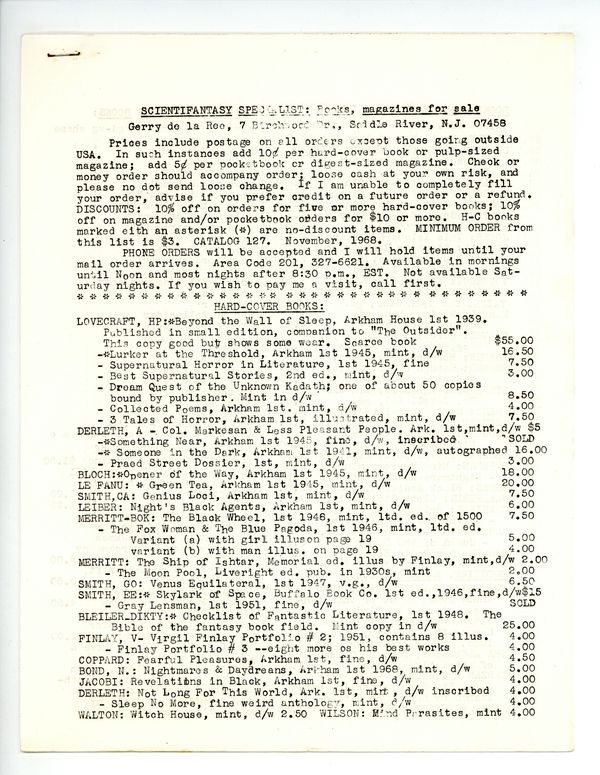 SCIENTIFANTASY SPECIALIST: Books, magazines for sale
Gerry de la Ree, 7 Birchwood Dr., Saddle River, N.J. 07458
Prices include postage on all orders except those going outside
USA. In such instances add 10¢ per hard-cover book or pulp-sized
magazine; add 5¢ per pocketbook or digest-sized magazine. Check or
money order should accompany order; loose cash at your own risk, and
please no dot send loose change. If I am unable to completely fill
your order, advise if you prefer credit on a future order or a refund.
DISCOUNTS: 10% off on orders for five or more hard-cover books; 10%
off on magazine and/or pocketbook orders for $10 or more. H-C books
marked eith an asterisk (*) are no-discount items. MINIMUM ORDER from
this list is $3. CATALOG 127. November, 1968.
PHONE ORDERS will be accepted and I will hold items until your
mail order arrives. Area Code 201, 327-6621. Available in mornings
until Noon and most nights after 8:30 p.m., EST. Not available Sat-
urday nights. If you wish to pay me a visit, call first.
* * * * * * * * * * * * * * * * * * * * * * * * * * * * * * * * * *
HARD-COVER BOOKS:
LOVECRAFT, HP:*Beyond the Wall of Sleep, Arkham House 1st 1939.
Published in small edition, companion to "The Outsider".
This copy good but shows some wear. Scarce book $55.00
-*Lurker at the Threshold, Arkham 1st 1945, mint, d/w 16.50
- Supernatural Horror in Literature, 1st 1945, fine 7.50
- Best Supernatural Stories, 2nd ed., mint, d/w 3.00
- Dream Quest of the Unknown Kadath; one of about 50 copies
bound by publisher. Mint in d/w 8.50
- Collected Poems, Arkham 1st. mint, d/w 4.00
- 3 Tales of Horror, Arkham 1st, illustrated, mint, d/w 7.50
DERLETH, A - Col. Markesan & Less Pleasant People. Ark. 1st,mint,d/w $5
-*Something Near, Arkham 1st 1945, fine, d/w, inscribed SOLD
-* Someone in the Dark, Arkham 1st 1941, mint, d/w, autographed 16.00
- Praed Street Dossier, 1st, mint, d/w 3.00
BLOCH:*Opener of the Way, Arkham 1st 1945, mint, d/w 18.00
LE FANU: * Green Tea, Arkham 1st 1945, mint, d/w 20.00
SMITH,CA: Genius Loci, Arkham 1st, mint, d/w 7.50
LEIBER: Night's Black Agents, Arkham 1st, mint, d/w 6.00
MERRITT-BOK: The Black Wheel, 1st 1948, mint, ltd. ed. of 1500 7.50
- The Fox Woman & The Blue Pagoda, 1st 1946, mint, ltd. ed.
Variant (a) with girl illuson page 19 5.00
variant (b) with man illus. on page 19 4.00
MERRITT: The Ship of Ishtar, Memorial ed. illus by Finlay, mint,d/w 2.00
- The Moon Pool, Liveright ed. pub. in 1930s, mint 2.00
SMITH, GO: Venus Equilateral, 1st 1947, v.g., d/w 6.50
SMITH, EE:* Skylark of Space, Buffalo Book Co. 1st ed.,1946,fine,d/w$15
- Gray Lensman, 1st 1951, fine, d/w SOLD
BLEILER_DIKTY:* Checklist of Fantastic Literature, 1st 1948. The
Bible of the fantasy book field. Mint copy in d/w 25.00
FINLAY, V- Virgil Finlay Portfolio # 2; 1951, contains 8 illus. 4.00
- Finlay Portfolio # 3 --eight more os his best works 4.00
COPPARD: Fearful Pleasures, Arkham 1st, fine, d/w 4.50
BOND, N.: Nightmares & Daydreans, Arkham 1st 1968, mint, d/w 5.00
JACOBI: Revelations in Black, Arkham 1st, fine, d/w 4.00
DERLETH: Not Long For This World, Ark. 1st, mint, d/w inscribed 4.00
- Sleep No More, fine weird anthology, mint, d/w 4.00
WALTON: Witch House, mint, d/w 2.50 WILSON: Mind Parasites, mint 4.00